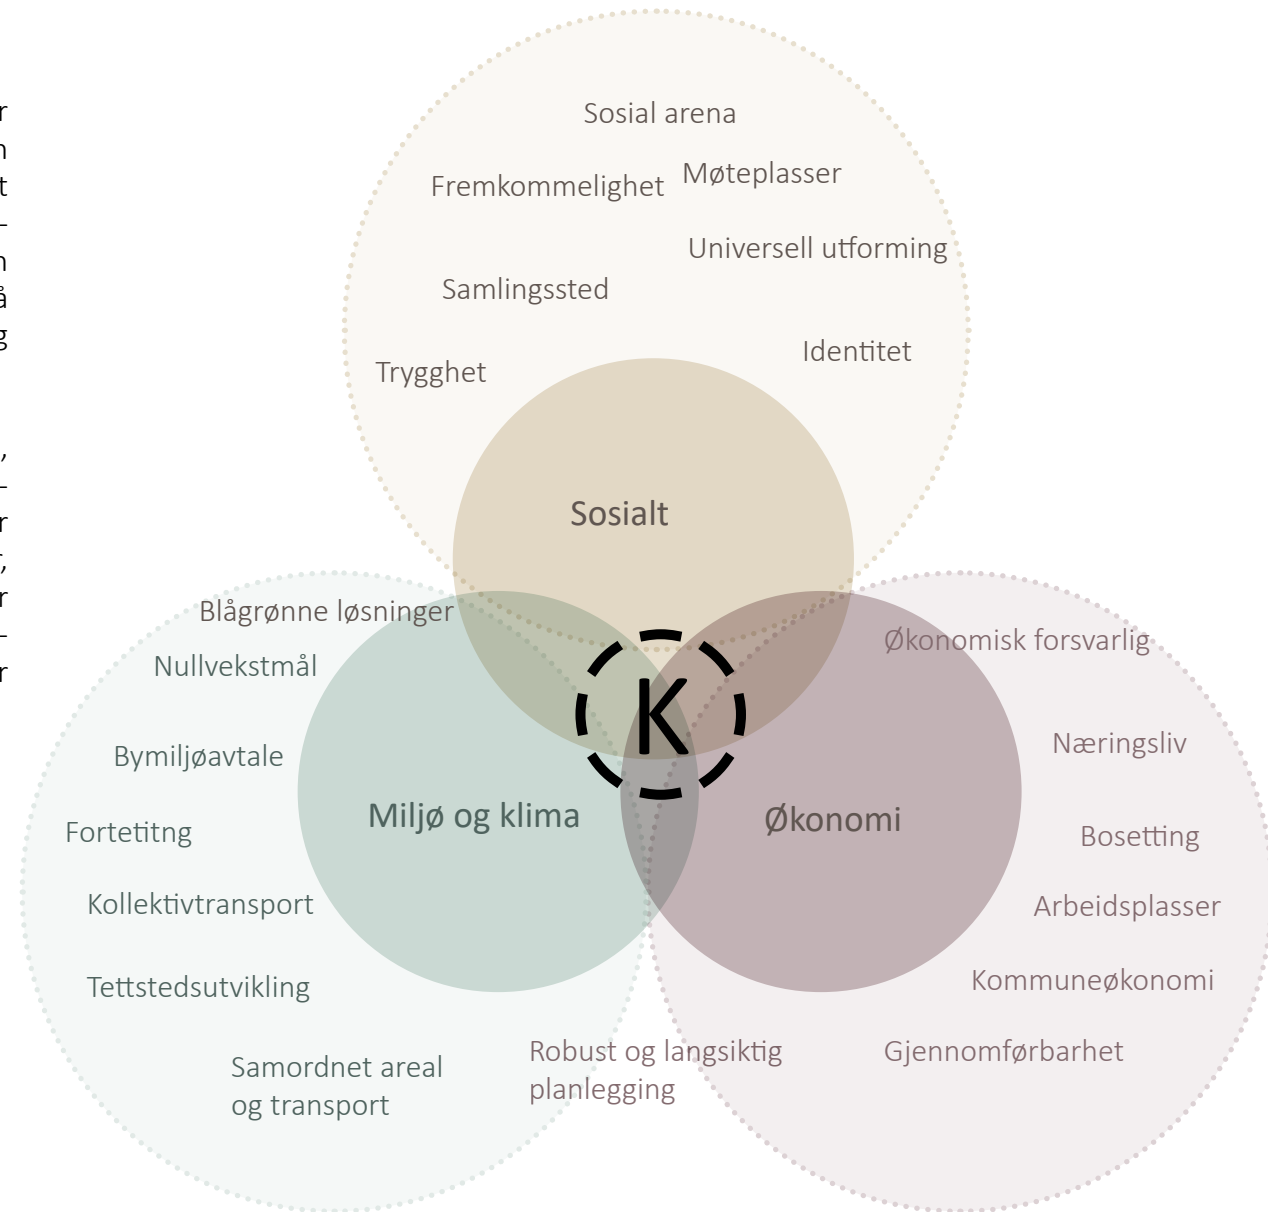 Sosial arena
Møteplasser
Fremkommelighet
Universell utforming
Samlingssted
Identitet
Trygghet
Sosialt
Blågrønne løsninger
Nullvekstmål
Bymiljøavtale
Fortetitng
Kollektivtransport
Tettstedsutvikling
Samordnet areal
og transport
Miljø og klima
K
Økonomi
Økonomisk forsvarlig
Næringsliv
Bosetting
Arbeidsplasser
Kommuneøkonomi
Gjennomførbarhet
Robust og langsiktig
planlegging